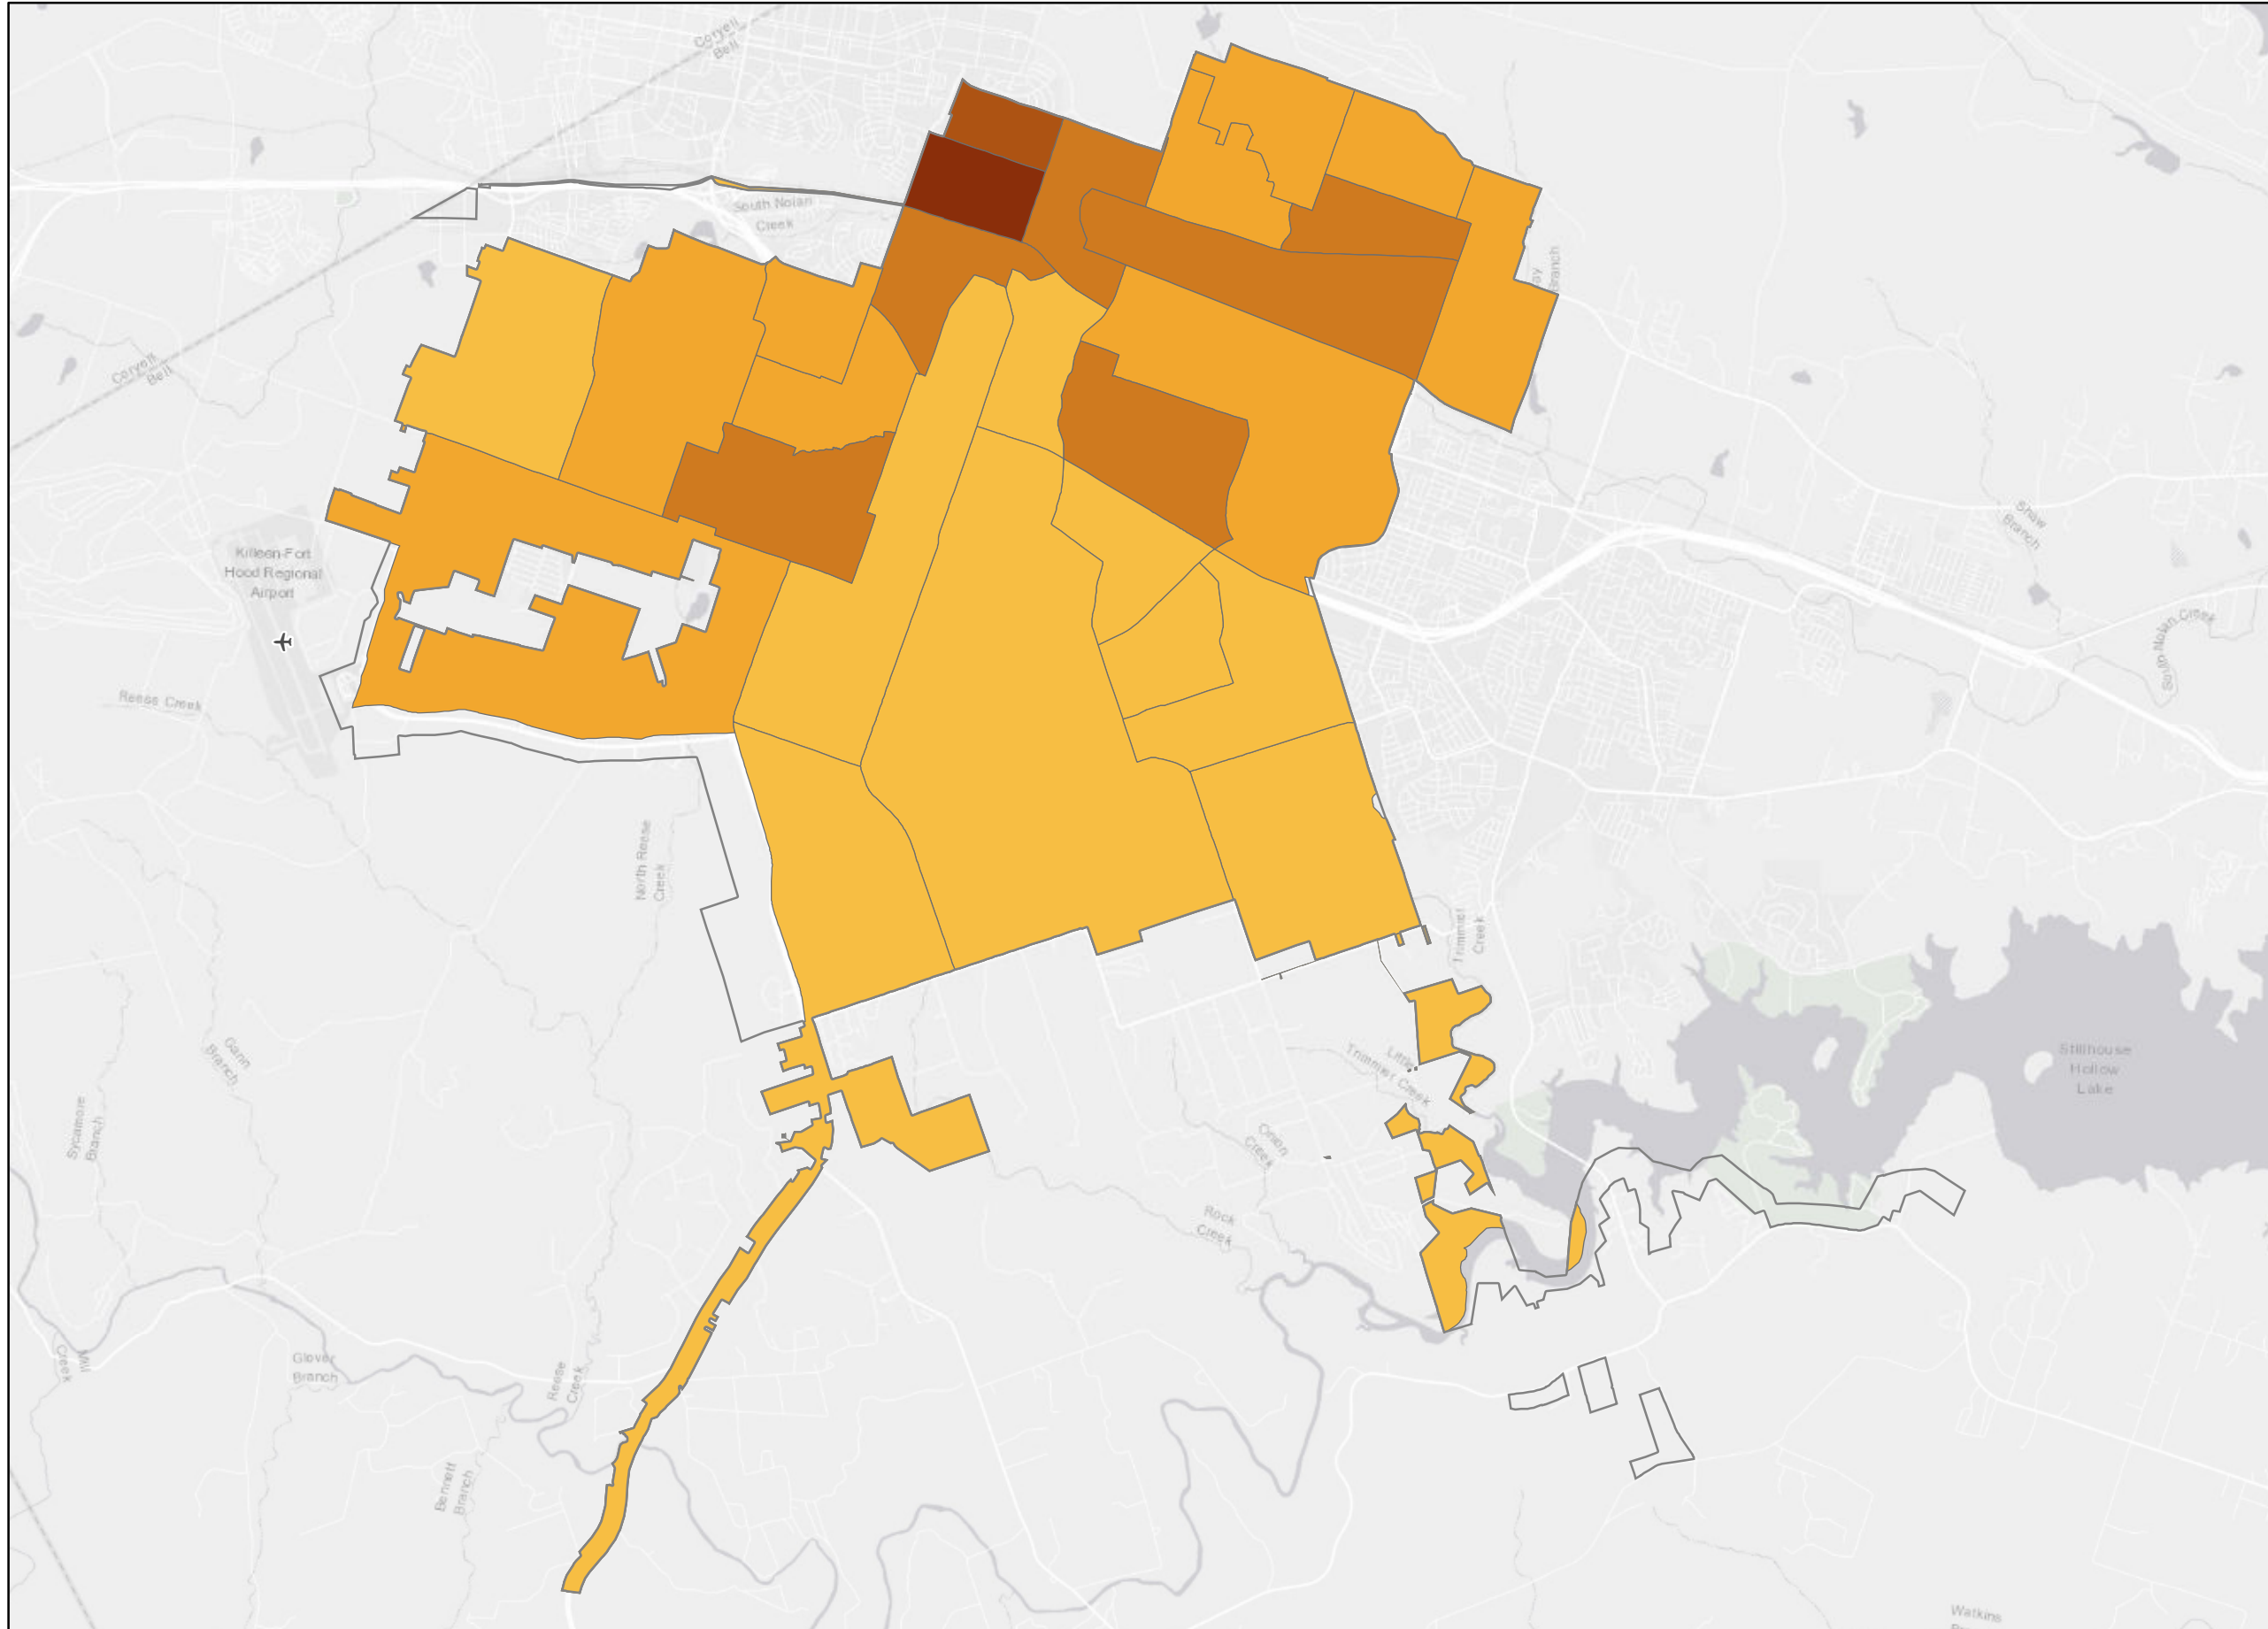 Coryell
Bell
South Nolan
Creek
Branch
Coryell
Bell
Shaw
Branch
Killeen-Fort
Hood Regional
Airport
South Nolan Creek
Reese Creek
North Reese
Creek
Trimmier
Creek
Gann
Branch
Little
Trimmier Creek
Stillhouse
Hollow
Lake
Sycamore
Branch
Onion
Creek
Rock
Creek
Glover
Branch
Mill
Creek
Reese
Creek
Bennett
Branch
Watkins